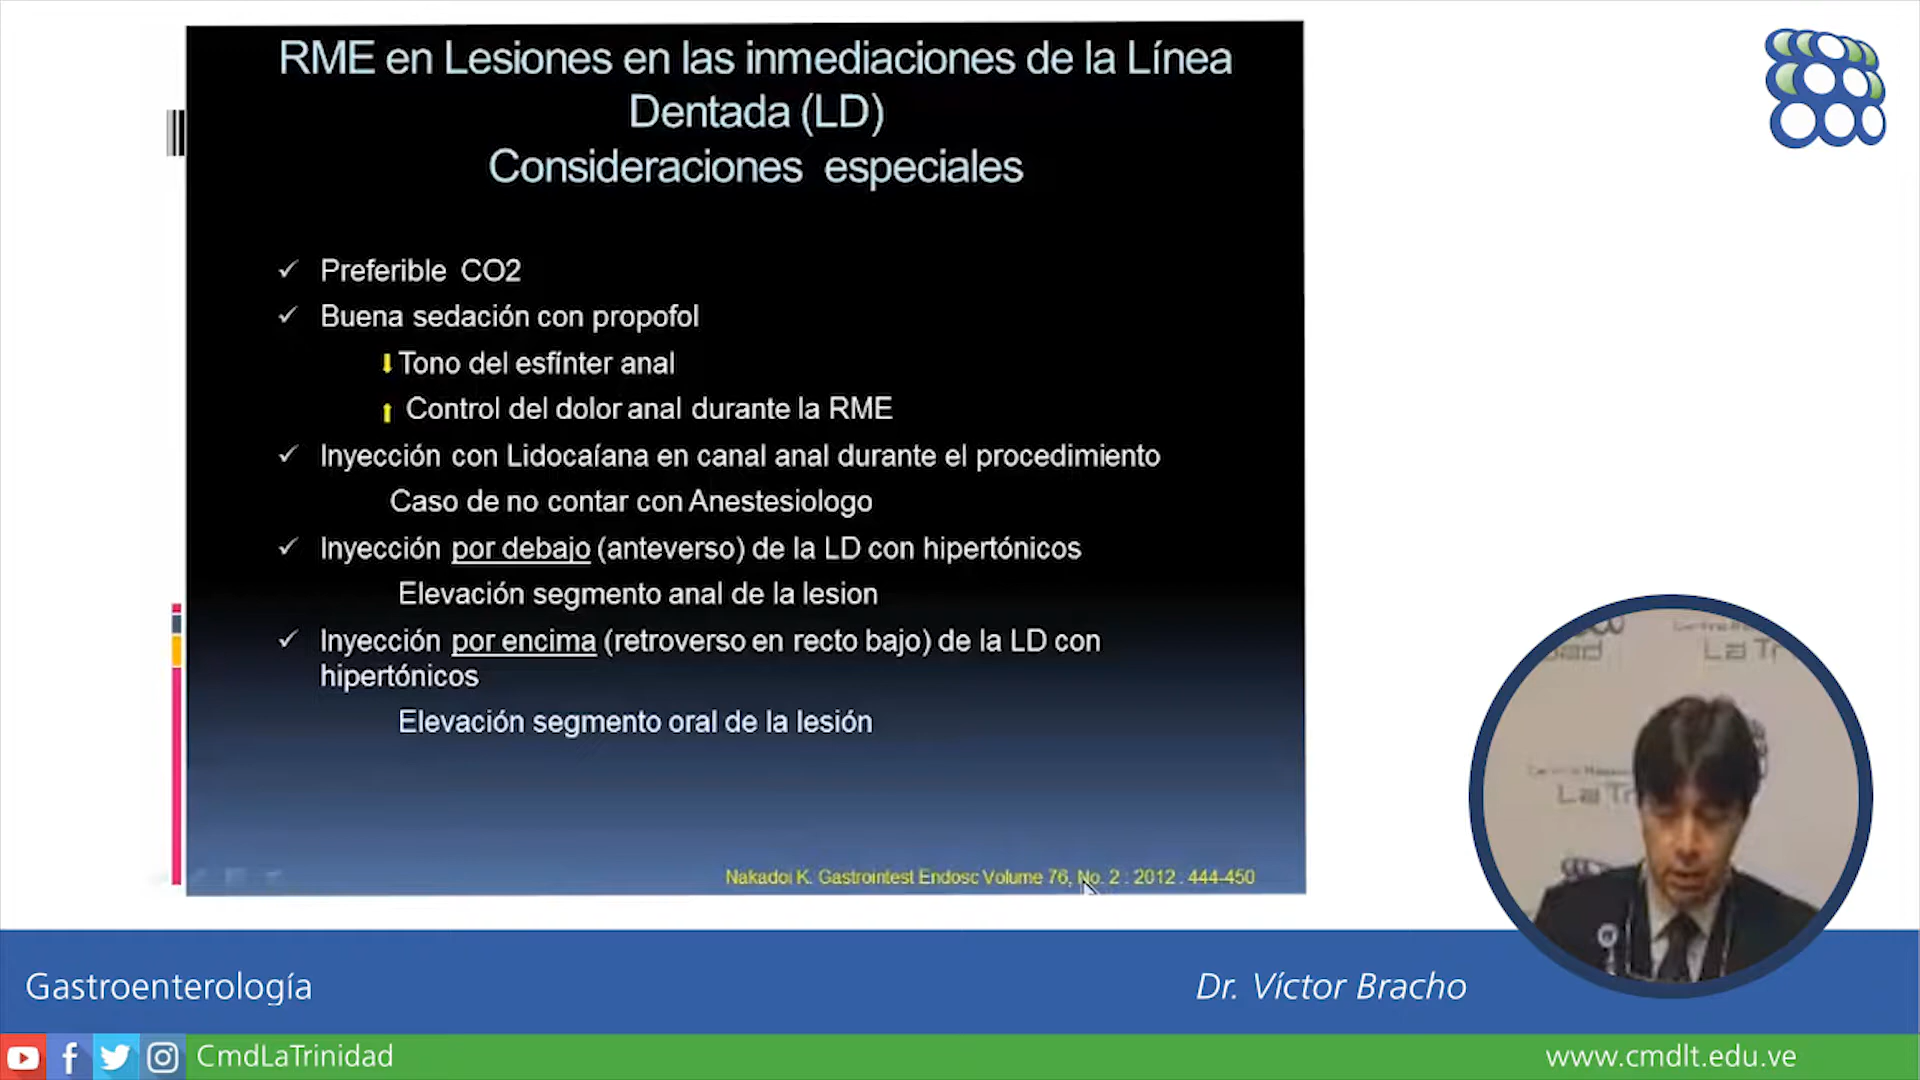 RME en Lesiones en las inmediaciones de la Línea
Dentada (LD)
Consideraciones especiales
Preferible CO2
Buena sedación con propofol
Tono del esfínter anal
Control del dolor anal durante la RME
Inyección con Lidocaíana en canal anal durante el procedimiento
Caso de no contar con Anestesiologo
Inyección por debajo (anteverso) de la LD con hipertónicos
Elevación segmento anal de la lesion
Inyección por encima (retroverso en recto bajo) de la LD con
hipertónicos
Elevación segmento oral de la lesión
Nakadoi K. Gastrointest Endosc Volume 76, No. 2 : 2012 . 444-450
Gastroenterología
Dr. Víctor Bracho
CmdLaTrinidad
www.cmdlt.edu.ve